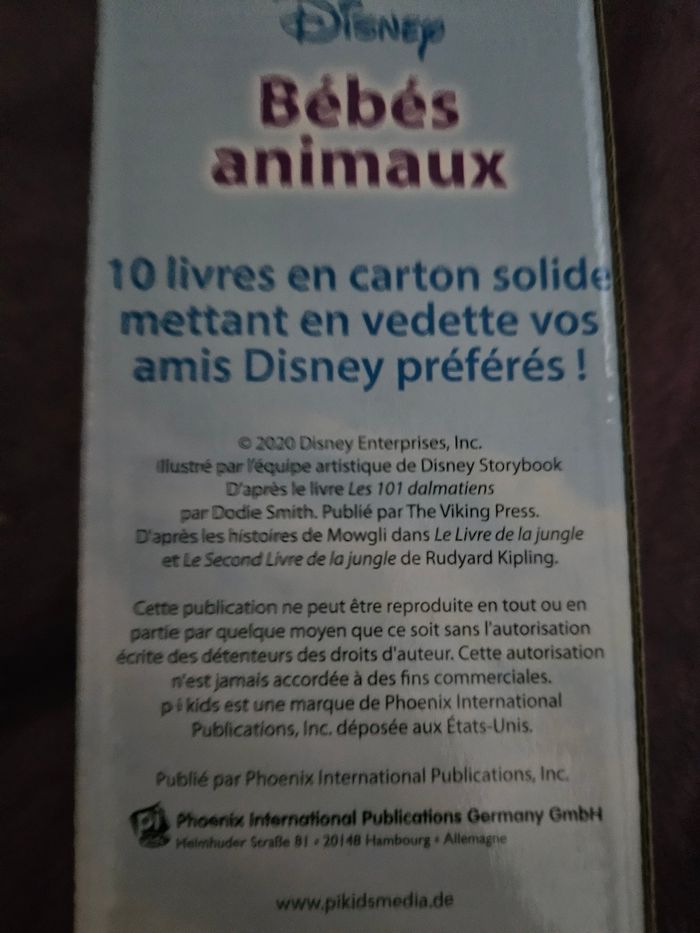 Disney
Bébés
animaux
10 livres en carton solide
mettant en vedette vos
amis Disney préférés !
© 2020 Disney Enterprises, Inc.
Illustré par l'équipe artistique de Disney Storybook
D'après le livre Les 101 dalmatiens
par Dodie Smith. Publié par The Viking Press.
D'après les histoires de Mowgli dans Le Livre de la jungle
et Le Second Livre de la jungle de Rudyard Kipling.
Cette publication ne peut être reproduite en tout ou en
partie par quelque moyen que ce soit sans l'autorisation
écrite des détenteurs des droits d'auteur. Cette autorisation
n'est jamais accordée à des fins commerciales.
p i kids est une marque de Phoenix International
Publications, Inc. déposée aux États-Unis.
Publié par Phoenix International Publications, Inc.
pi Phoenix International Publications Germany GmbH
Heimhuder Straße 81 • 20148 Hambourg • Allemagne
www.pikidsmedia.de